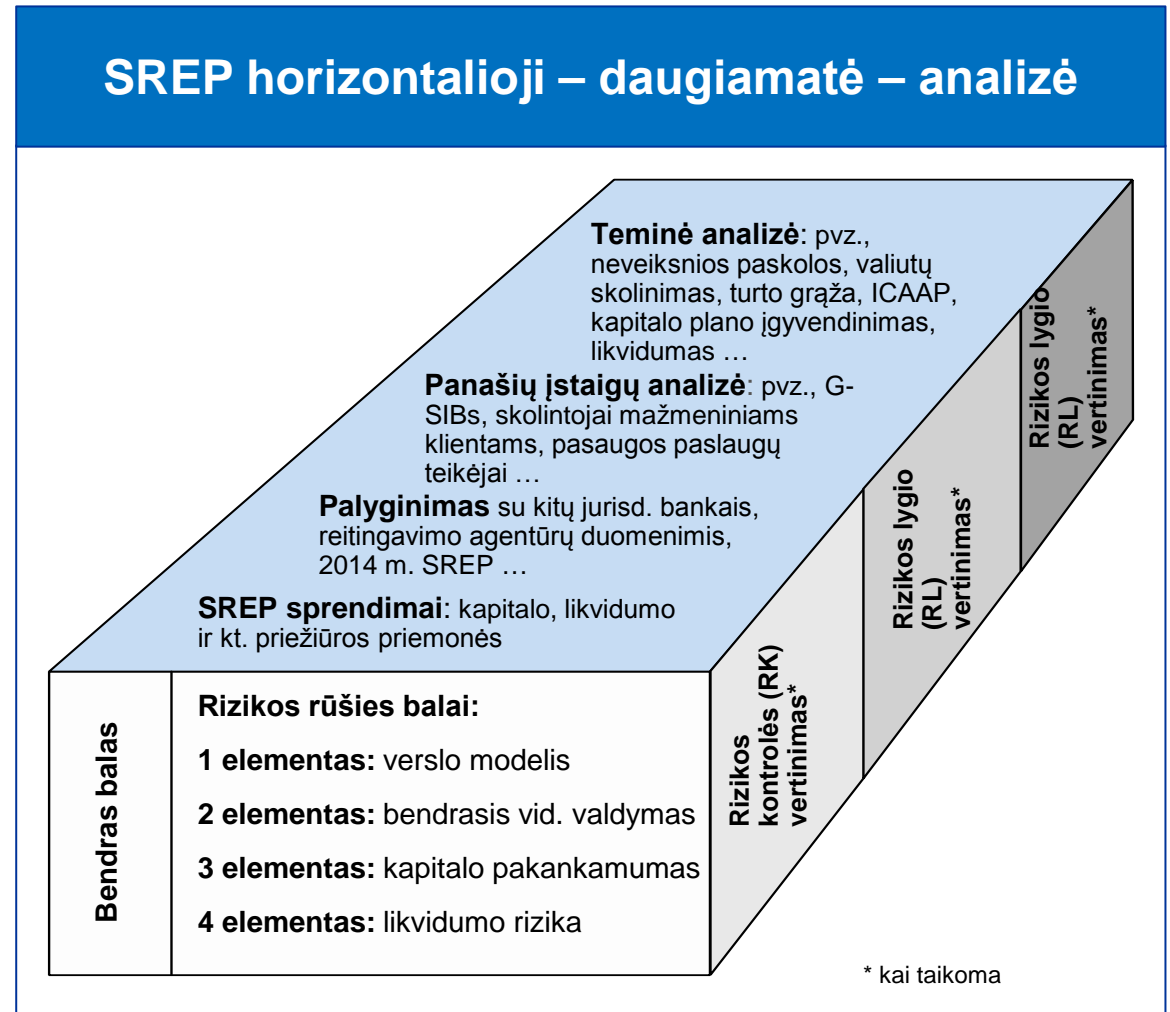 SREP horizontalioji – daugiamatė – analizė
Teminė analizė: pvz.,
neveiksnios paskolos, valiutų
skolinimas, turto grąža, ICAAP,
kapitalo plano įgyvendinimas,
likvidumas …
Panašių įstaigų analizė: pvz., G-
SIBs, skolintojai mažmeniniams
klientams, pasaugos paslaugų
teikėjai …
Palyginimas su kitų jurisd. bankais,
reitingavimo agentūrų duomenimis,
2014 m. SREP …
SREP sprendimai: kapitalo, likvidumo
ir kt. priežiūros priemonės
Bendras balas
Rizikos rūšies balai:
1 elementas: verslo modelis
2 elementas: bendrasis vid. valdymas
3 elementas: kapitalo pakankamumas
4 elementas: likvidumo rizika
Rizikos
kontrolės (RK)
vertinimas*
Rizikos lygio
(RL)
vertinimas*
Rizikos lygio
(RL)
vertinimas*
* kai taikoma